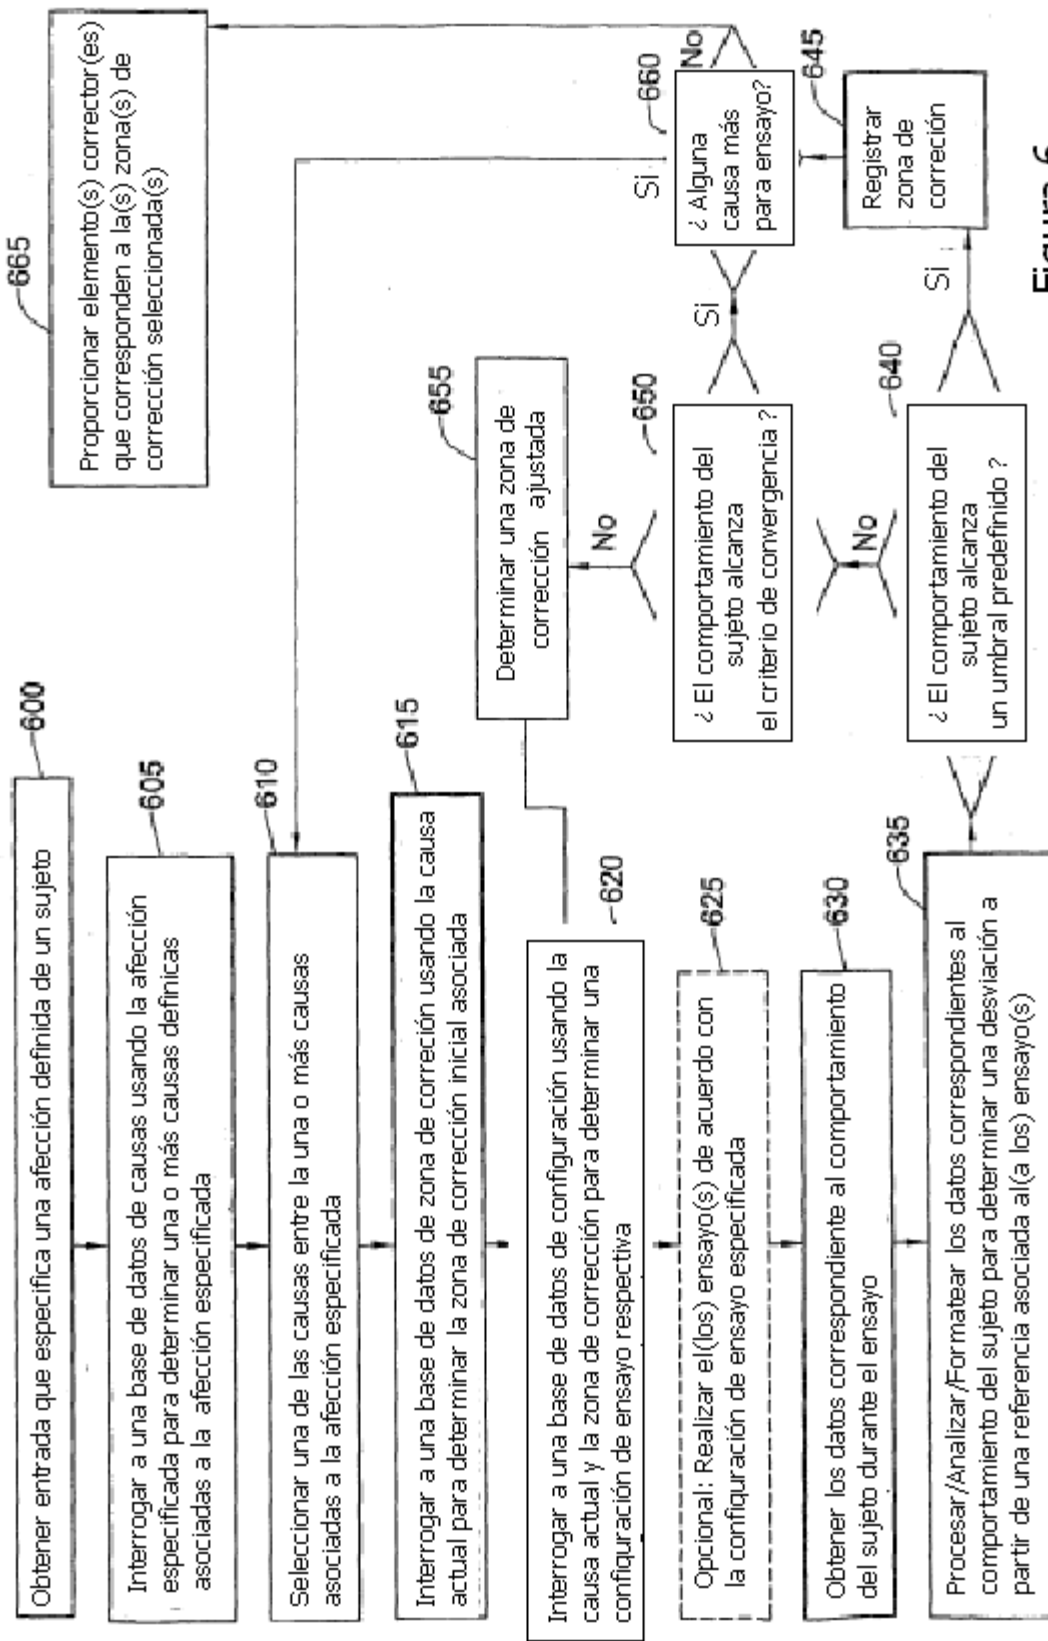 600
Obtener entrada que especifica una afección definida de un sujeto
605
Interrogar a una base de datos de causas usando la afección
especificada para determinar una o más causas definicas
asociadas a la afección especificada
610
Seleccionar una de las causas entre la una o más causas
asociadas a la afección especificada
615
Interrogar a una base de datos de zona de correción usando la causa
actual para determinar la zona de corrección inicial asociada
620
Interrogar a una base de datos de configuración usando la
causa actual y la zona de corrección para determinar una
configuración de ensayo respectiva
625
Opcional: Realizar el(los) ensayo(s) de acuerdo con
la configuración de ensayo especificada
630
Obtener los datos correspondiente al comportamiento
del sujeto durante el ensayo
635
Procesar/Analizar/Formatear los datos correspondientes al
comportamiento del sujeto para determinar una desviación a
partir de una referencia asociada al(a los) ensayo(s)
640
¿ El comportamiento del
sujeto alcanza
un umbral predefinido ?
No
Si
645
Registrar
zona de
correción
650
¿ El comportamiento del
sujeto alcanza
el criterio de convergencia ?
No
Si
655
Determinar una zona de
corrección ajustada
660
¿ Alguna
causa más
para ensayo?
Si
No
665
Proporcionar elemento(s) corrector(es)
que corresponden a la(s) zona(s) de
corrección seleccionada(s)
Figura 6